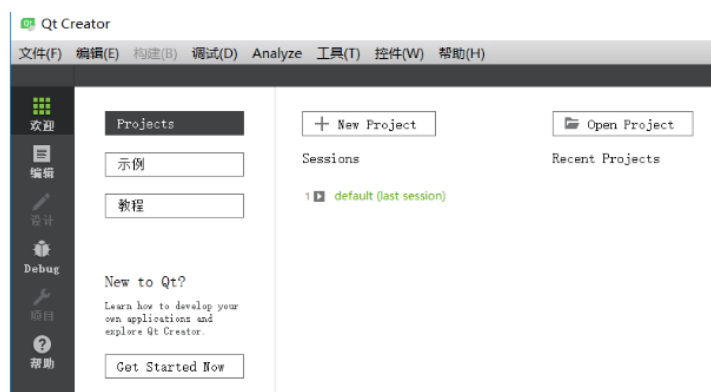 Qt Creator
文件(F) 编辑(E) 构建(B) 调试(D) Analyze 工具(T) 控件(W) 帮助(H)
欢迎
编辑
设计
Debug
项目
帮助
Projects
示例
教程
New to Qt?
Learn how to develop your
own applications and
explore Qt Creator.
Get Started Now
New Project
Sessions
1 default (last session)
Open Project
Recent Projects